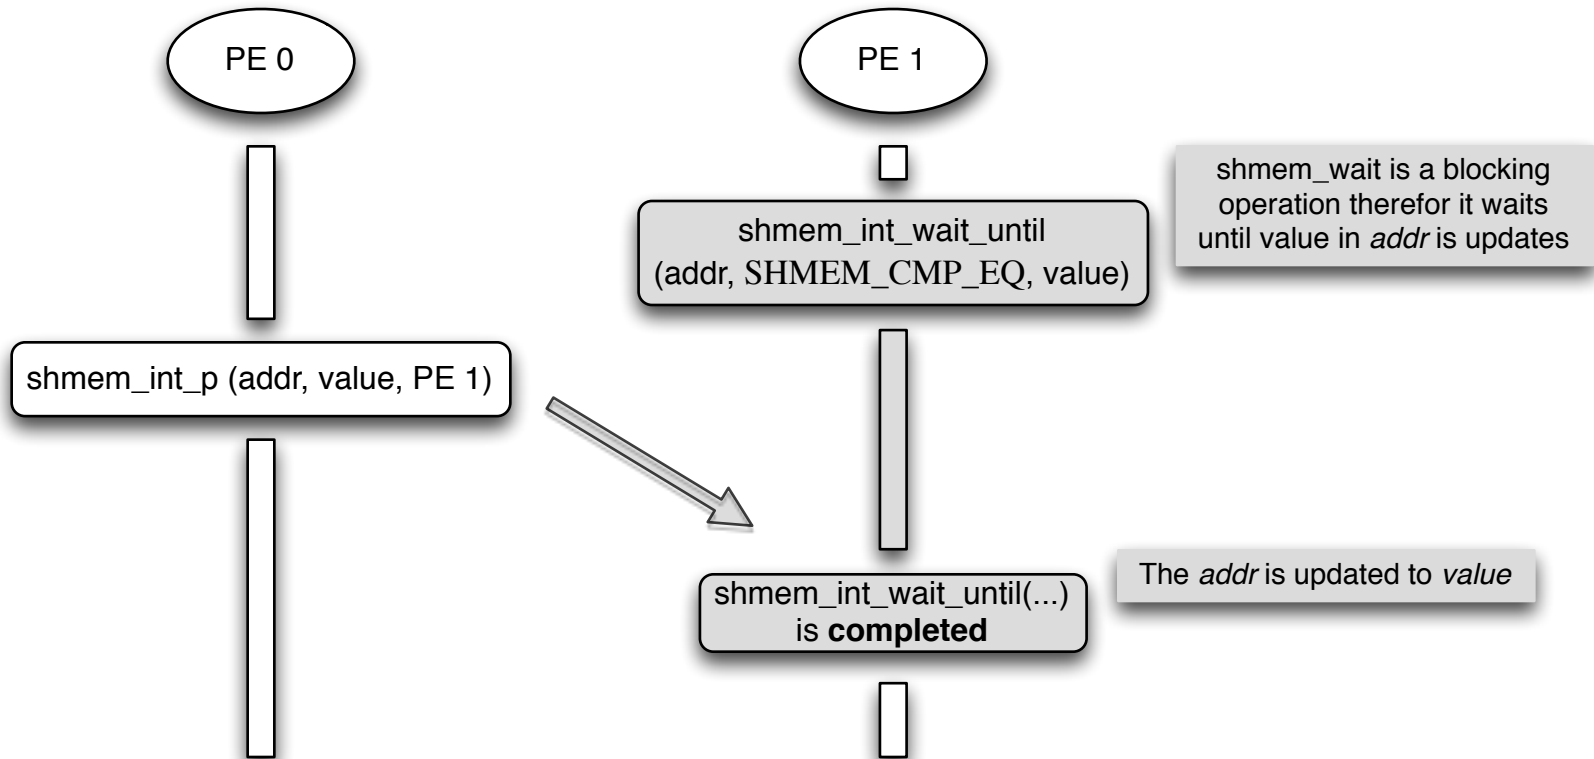 PE 0
PE 1
shmem_int_wait_until
(addr, SHMEM_CMP_EQ, value)
shmem_wait is a blocking
operation therefor it waits
until value in addr is updates
shmem_int_p (addr, value, PE 1)
shmem_int_wait_until(...)
is completed
The addr is updated to value